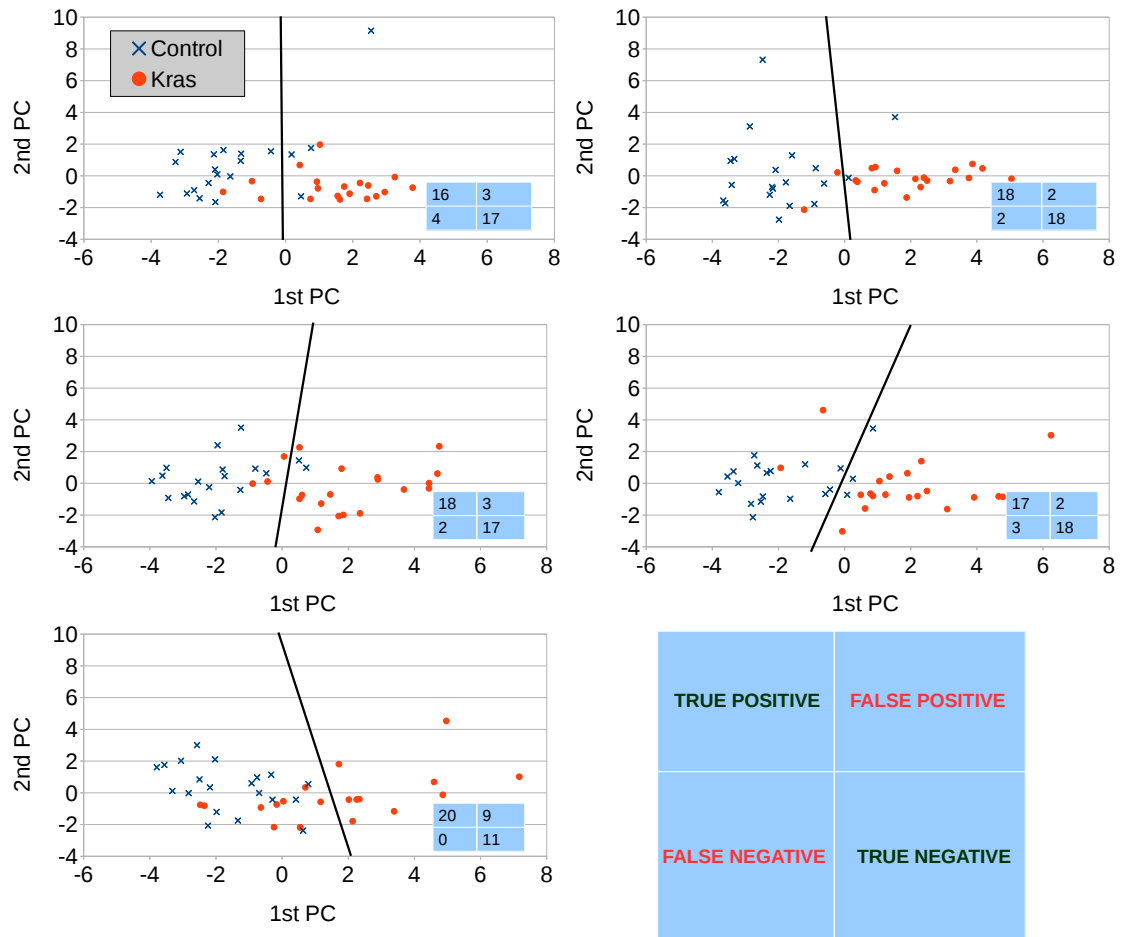 10
8
6
4
2
0
-2
-4
2nd PC
Control
Kras
16 3
4 17
-6 -4 -2 0 2 4 6 8
1st PC
10
8
6
4
2
0
-2
-4
2nd PC
18 2
2 18
-6 -4 -2 0 2 4 6 8
1st PC
10
8
6
4
2
0
-2
-4
2nd PC
18 3
2 17
-6 -4 -2 0 2 4 6 8
1st PC
10
8
6
4
2
0
-2
-4
2nd PC
17 2
3 18
-6 -4 -2 0 2 4 6 8
1st PC
10
8
6
4
2
0
-2
-4
2nd PC
20 9
0 11
-6 -4 -2 0 2 4 6 8
1st PC
TRUE POSITIVE FALSE POSITIVE
FALSE NEGATIVE TRUE NEGATIVE